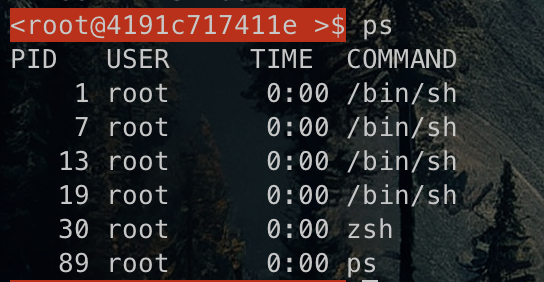 <root@4191c717411e >$ ps
PID   USER     TIME  COMMAND
    1 root      0:00 /bin/sh
    7 root      0:00 /bin/sh
   13 root      0:00 /bin/sh
   19 root      0:00 /bin/sh
   30 root      0:00 zsh
   89 root      0:00 ps